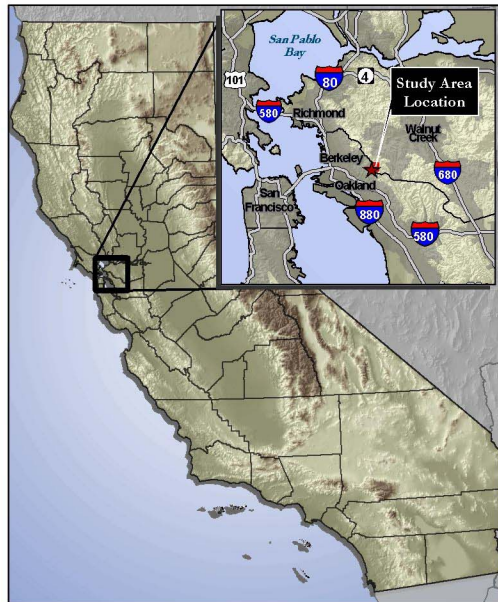 San Pablo
Bay
101
80
4
Study Area
Location
580
Richmond
Walnut
Creek
Berkeley
680
Oakland
San
Francisco
880
580